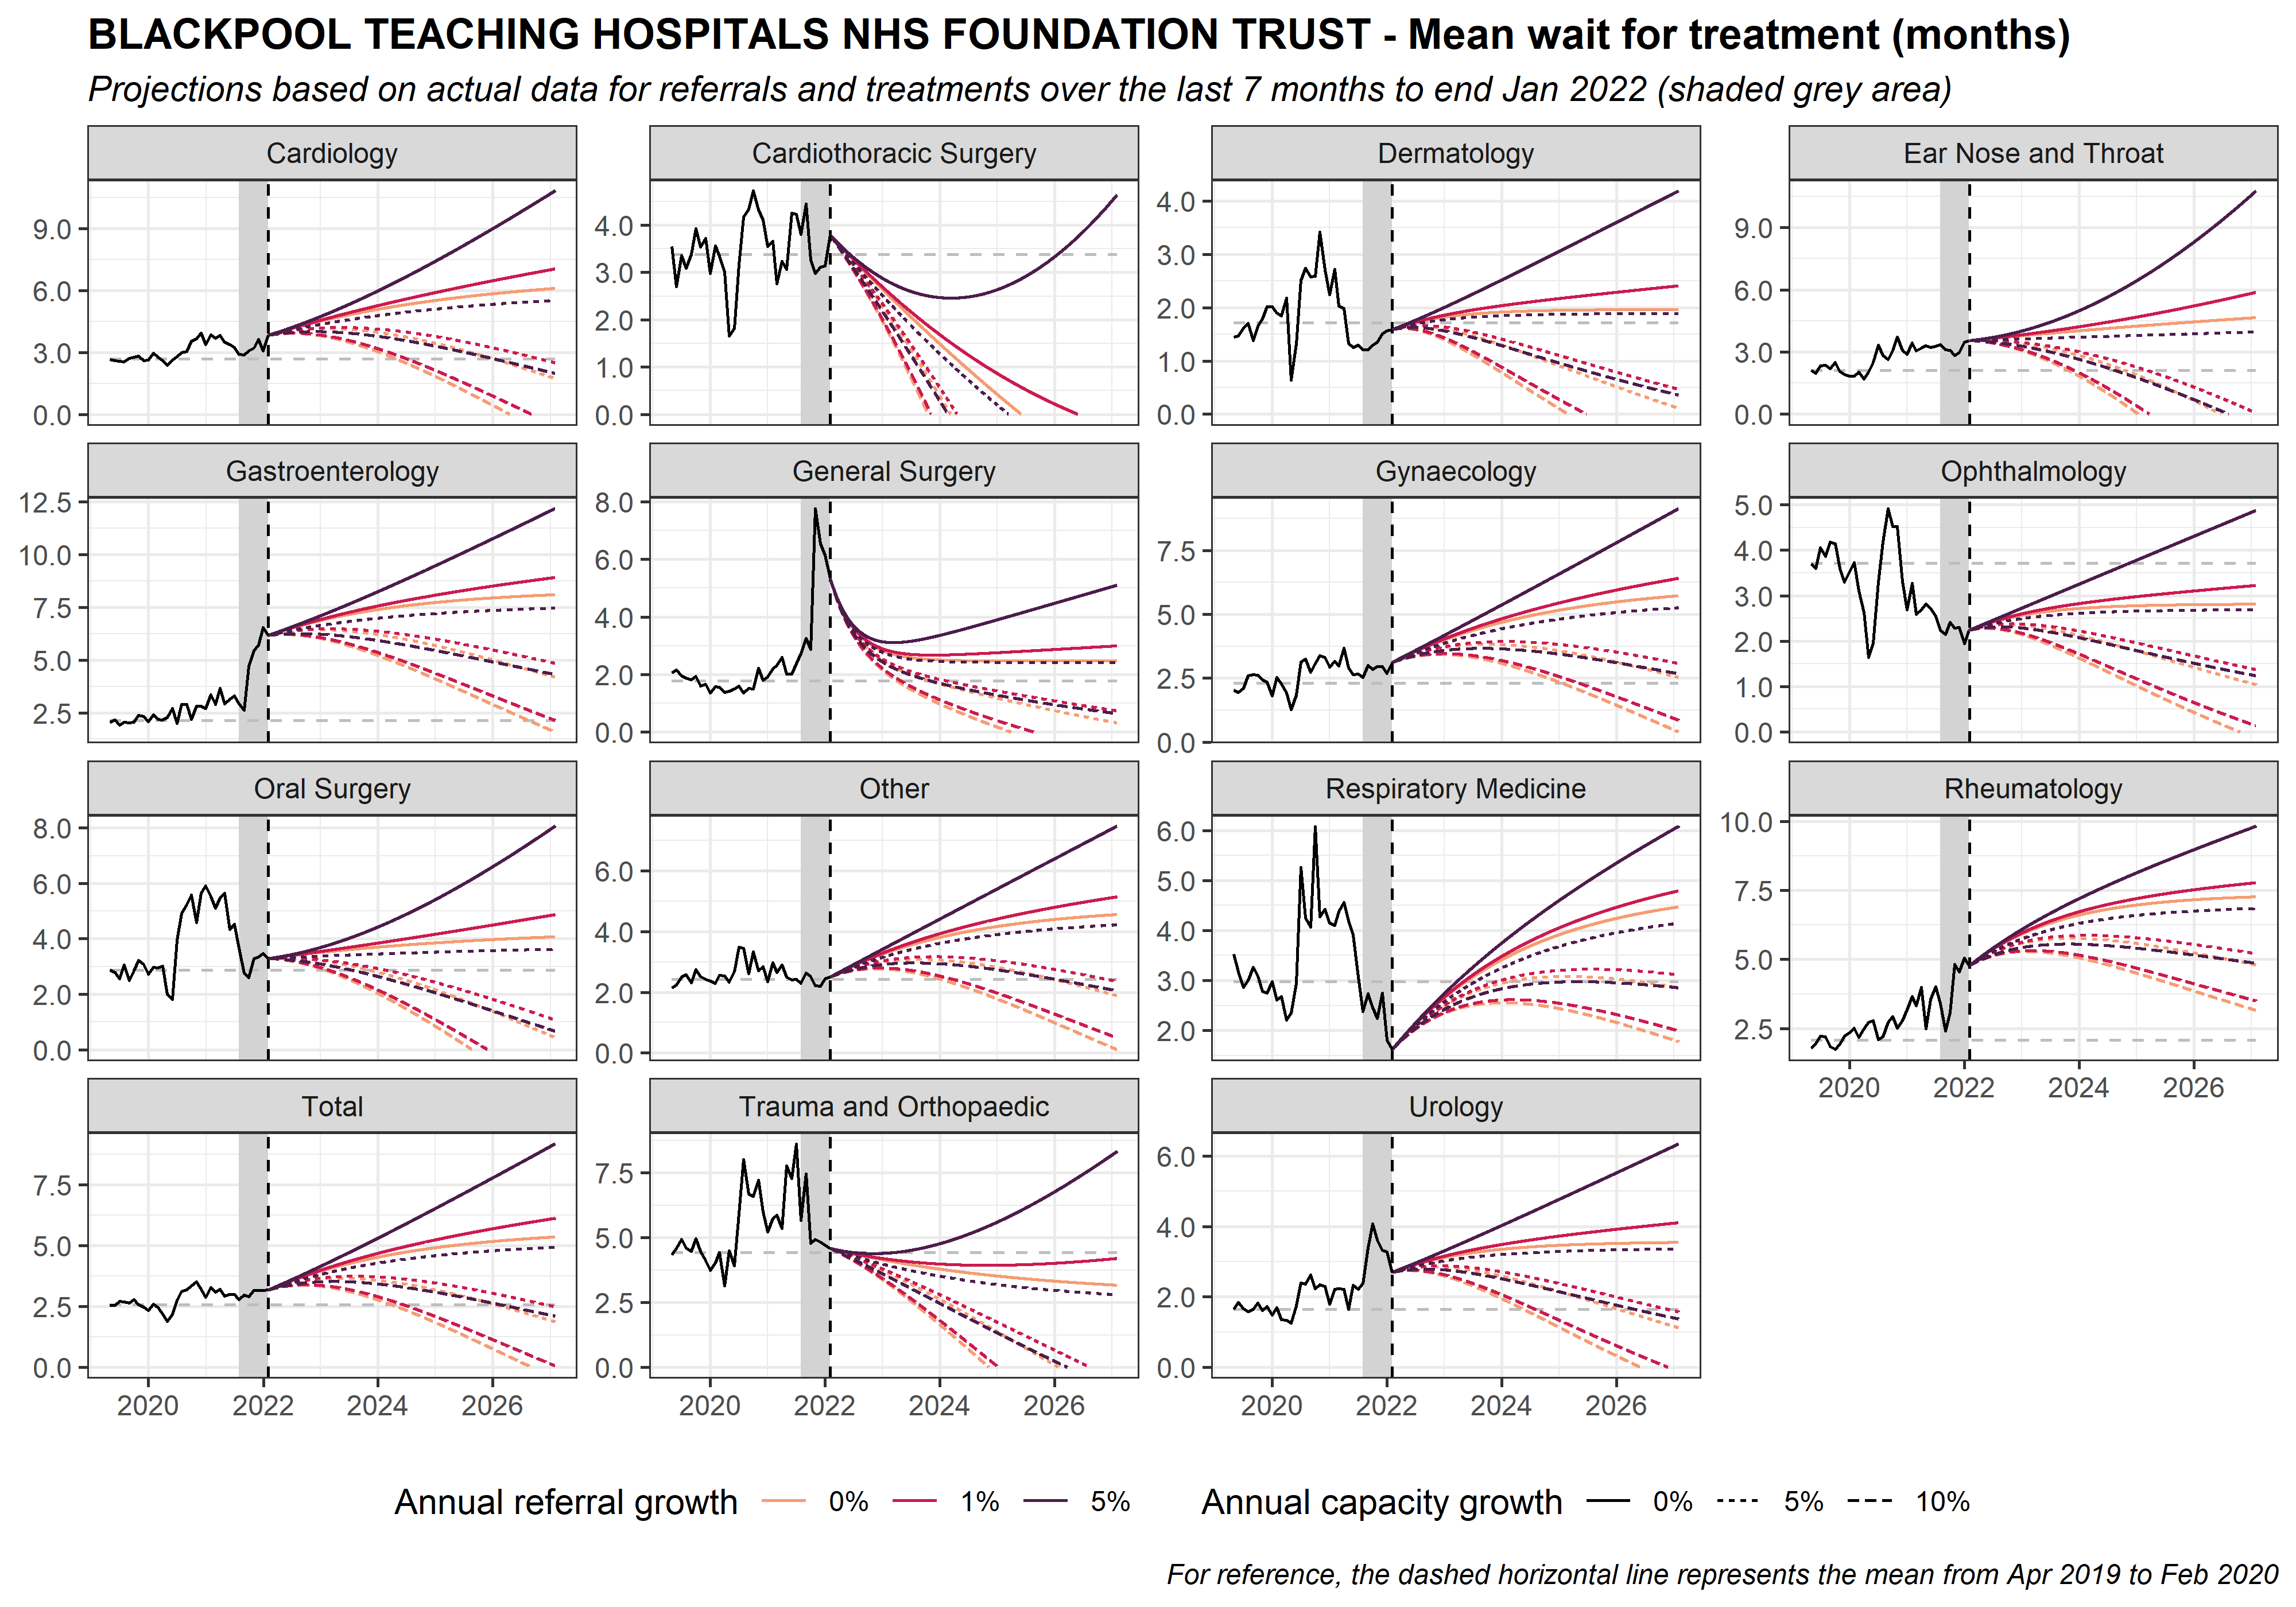 BLACKPOOL TEACHING HOSPITALS NHS FOUNDATION TRUST - Mean wait for treatment (months)
Projections based on actual data for referrals and treatments over the last 7 months to end Jan 2022 (shaded grey area)
Cardiology
Cardiothoracic Surgery
Dermatology
Ear Nose and Throat
9.0
6.0
3.0
0.0
4.0
3.0
2.0
1.0
0.0
4.0
3.0
2.0
1.0
0.0
9.0
6.0
3.0
0.0
Gastroenterology
General Surgery
Gynaecology
Ophthalmology
12.5
10.0
7.5
5.0
2.5
8.0
6.0
4.0
2.0
0.0
7.5
5.0
2.5
0.0
5.0
4.0
3.0
2.0
1.0
0.0
Oral Surgery
Other
Respiratory Medicine
Rheumatology
8.0
6.0
4.0
2.0
0.0
6.0
4.0
2.0
0.0
6.0
5.0
4.0
3.0
2.0
10.0
7.5
5.0
2.5
2020 2022 2024 2026
Total
Trauma and Orthopaedic
Urology
7.5
5.0
2.5
0.0
7.5
5.0
2.5
0.0
6.0
4.0
2.0
0.0
2020 2022 2024 2026
2020 2022 2024 2026
2020 2022 2024 2026
Annual referral growth 0% 1% 5%
Annual capacity growth 0% 5% 10%
For reference, the dashed horizontal line represents the mean from Apr 2019 to Feb 2020